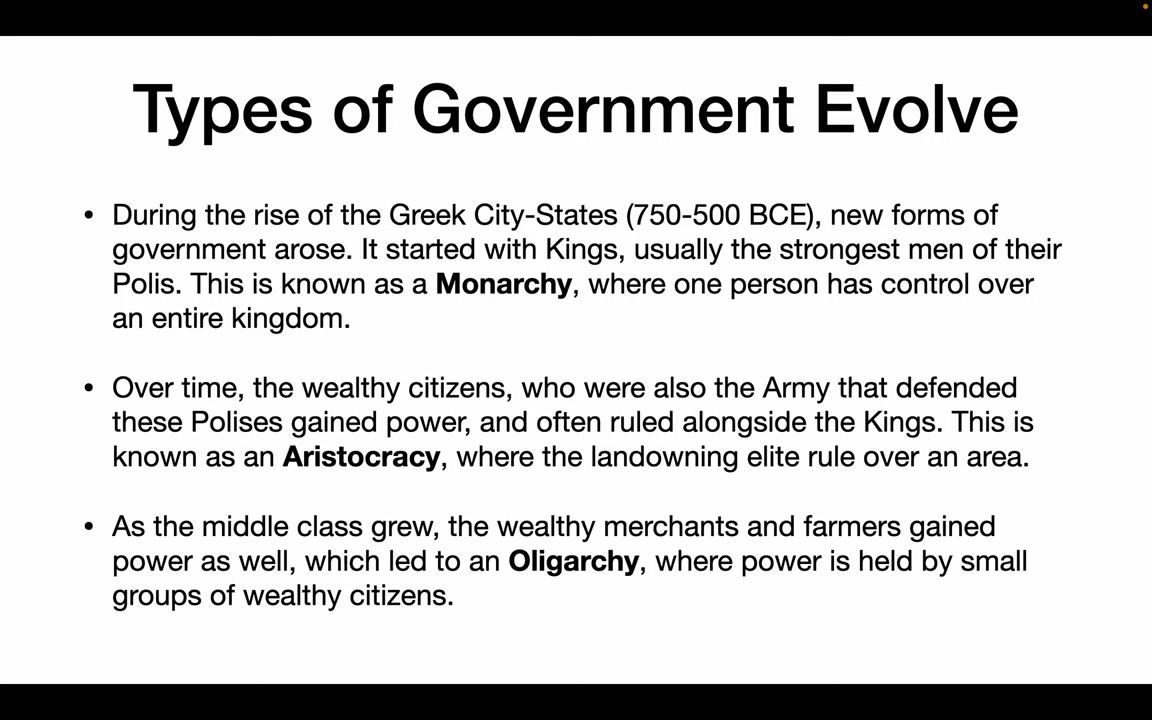 Types of Government Evolve
• During the rise of the Greek City-States (750-500 BCE), new forms of
government arose. It started with Kings, usually the strongest men of their
Polis. This is known as a Monarchy, where one person has control over
an entire kingdom.
• Over time, the wealthy citizens, who were also the Army that defended
these Polises gained power, and often ruled alongside the Kings. This is
known as an Aristocracy, where the landowning elite rule over an area.
• As the middle class grew, the wealthy merchants and farmers gained
power as well, which led to an Oligarchy, where power is held by small
groups of wealthy citizens.